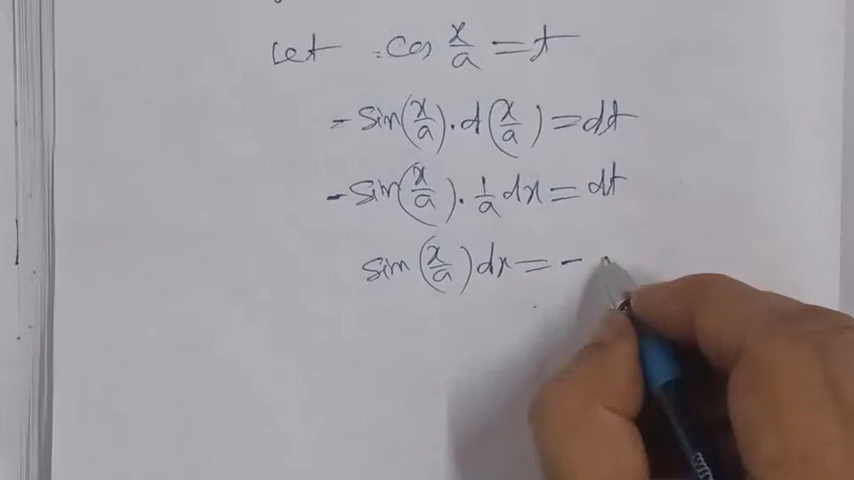 Let cos x/a = t
- sin(x/a) . d(x/a) = dt
- sin(x/a) . 1/a dx = dt
sin(x/a) dx = -